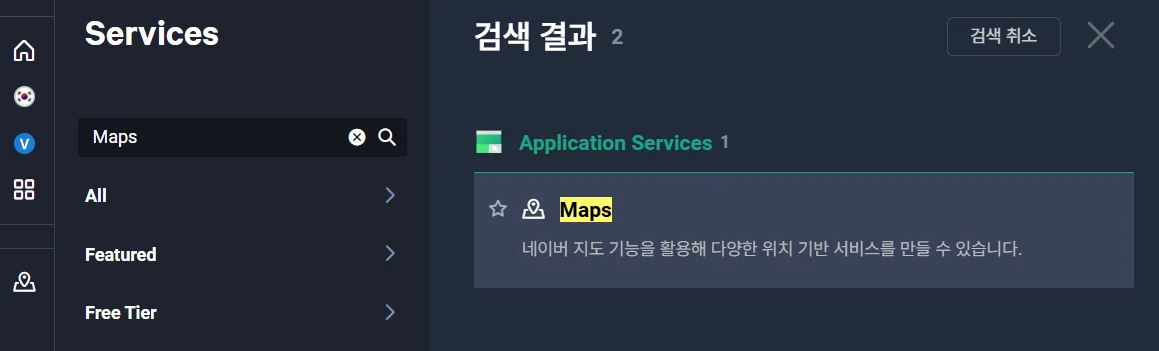 Services
Maps
All
Featured
Free Tier
V
검색 결과 2
검색 취소
Application Services 1
Maps
네이버 지도 기능을 활용해 다양한 위치 기반 서비스를 만들 수 있습니다.